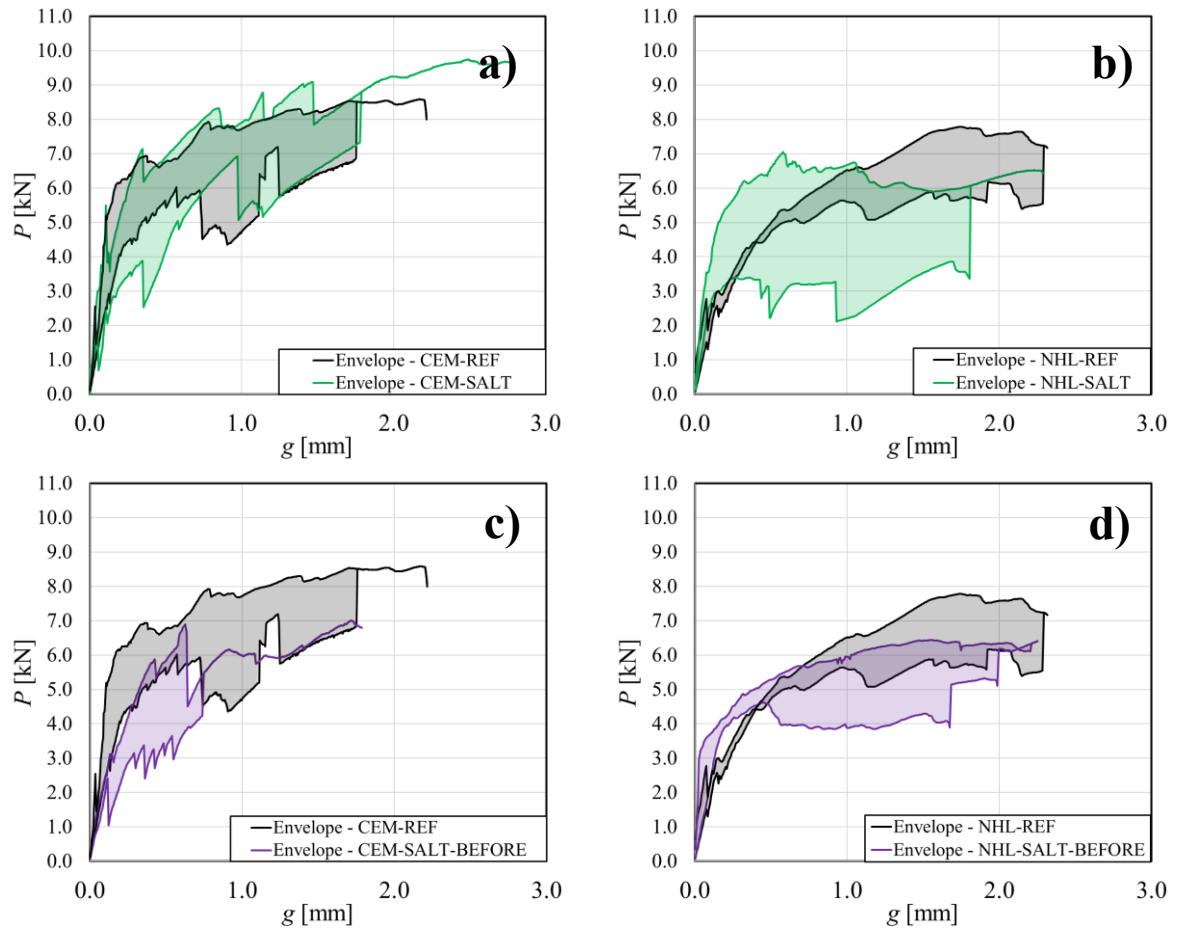 11.0
10.0
9.0
8.0
7.0
6.0
5.0
4.0
3.0
2.0
1.0
0.0
P [kN]
a)
Envelope - CEM-REF
Envelope - CEM-SALT
0.0 1.0 2.0 3.0
g [mm]
11.0
10.0
9.0
8.0
7.0
6.0
5.0
4.0
3.0
2.0
1.0
0.0
P [kN]
b)
Envelope - NHL-REF
Envelope - NHL-SALT
0.0 1.0 2.0 3.0
g [mm]
11.0
10.0
9.0
8.0
7.0
6.0
5.0
4.0
3.0
2.0
1.0
0.0
P [kN]
c)
Envelope - CEM-REF
Envelope - CEM-SALT-BEFORE
0.0 1.0 2.0 3.0
g [mm]
11.0
10.0
9.0
8.0
7.0
6.0
5.0
4.0
3.0
2.0
1.0
0.0
P [kN]
d)
Envelope - NHL-REF
Envelope - NHL-SALT-BEFORE
0.0 1.0 2.0 3.0
g [mm]